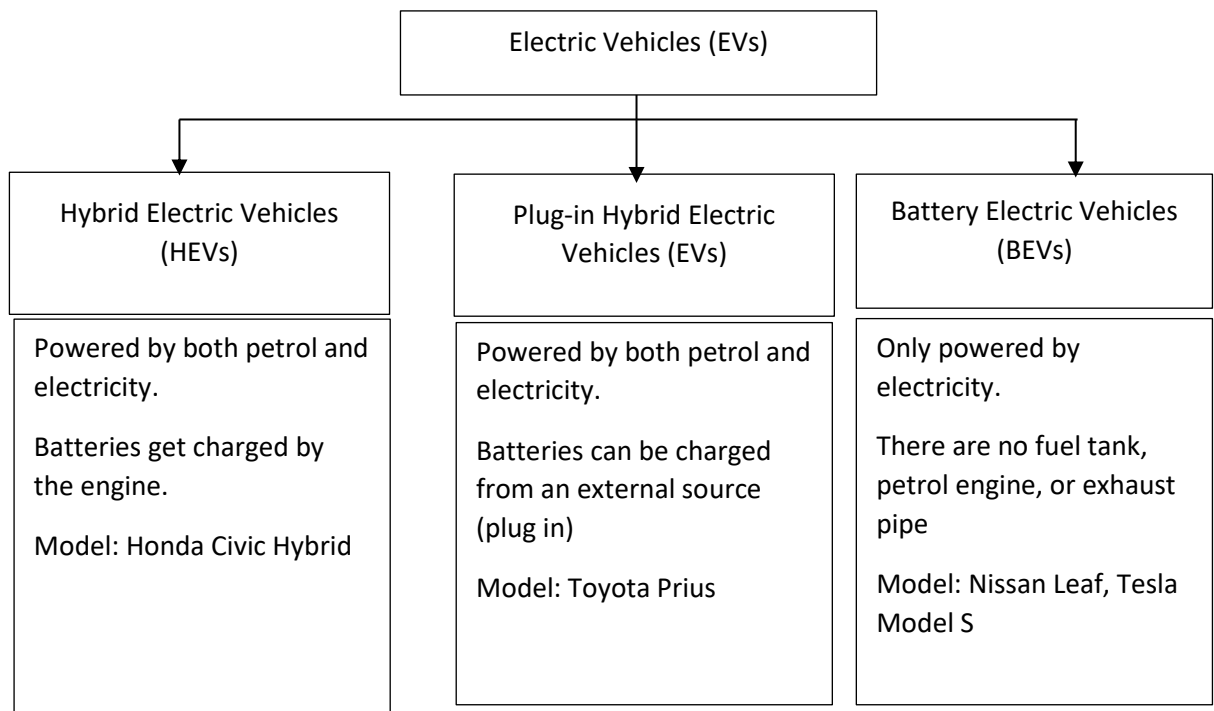 Electric Vehicles (EVs)
Hybrid Electric Vehicles
(HEVs)
Powered by both petrol and
electricity.
Batteries get charged by
the engine.
Model: Honda Civic Hybrid
Plug-in Hybrid Electric
Vehicles (EVs)
Powered by both petrol and
electricity.
Batteries can be charged
from an external source
(plug in)
Model: Toyota Prius
Battery Electric Vehicles
(BEVs)
Only powered by
electricity.
There are no fuel tank,
petrol engine, or exhaust
pipe
Model: Nissan Leaf, Tesla
Model S